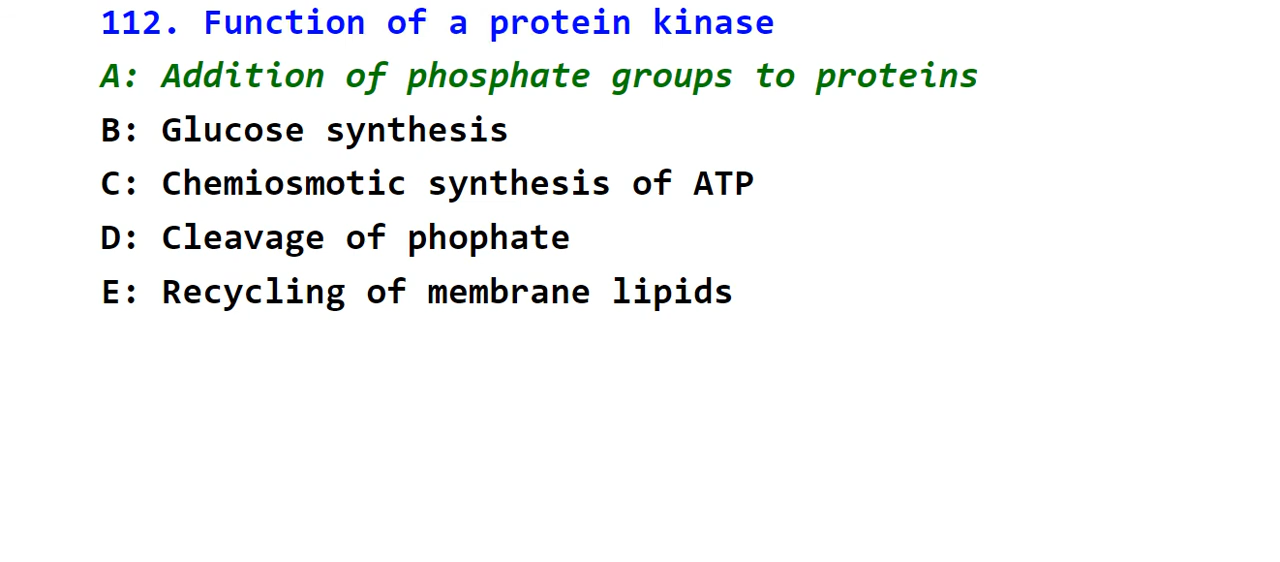 112. Function of a protein kinase
A: Addition of phosphate groups to proteins
B: Glucose synthesis
C: Chemiosmotic synthesis of ATP
D: Cleavage of phophate
E: Recycling of membrane lipids